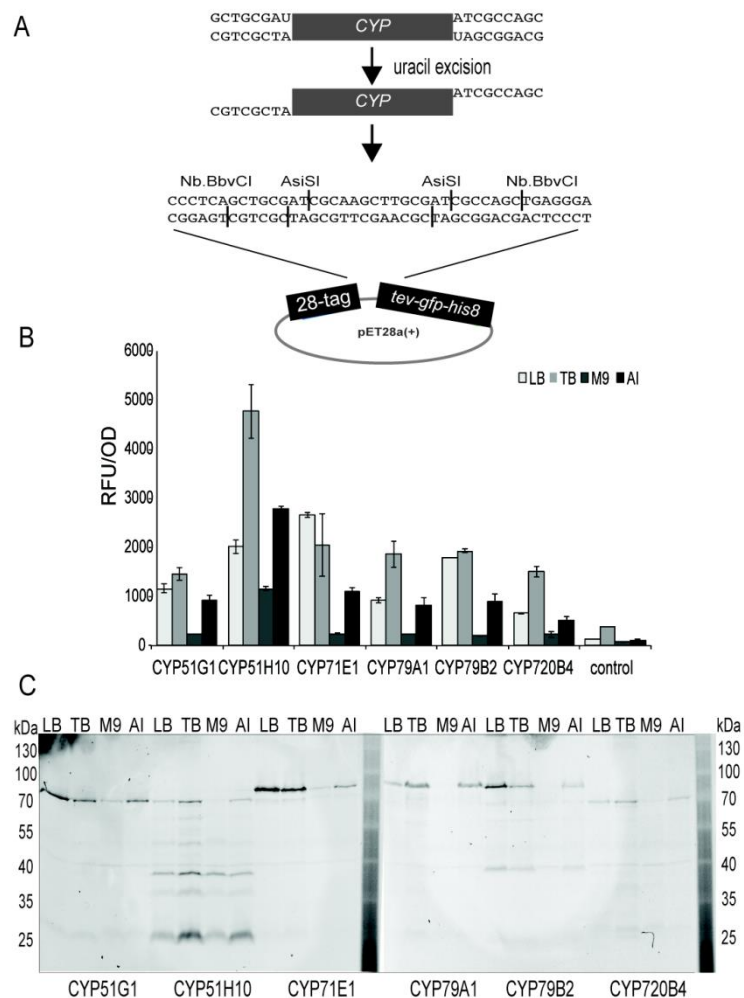 A
GCTGCGAU CYP ATCGCCAGC
CGTCGCTA UAGCGGACG
uracil excision
CYP ATCGCCAGC
CGTCGCTA
Nb.BbvCI AsiSI AsiSI Nb.BbvCI
CCCTCAGCTGCGATCGCAAGCTTGCGATCGCCAGCTGAGGGA
CGGAGTCGTCGCTAGCGTTCGAACGCTAGCGGACGACTCCCT
28-tag tev-gfp-his8
pET28a(+)
B
6000
5000
4000
3000
2000
1000
0
RFU/OD
LB TB M9 AI
CYP51G1 CYP51H10 CYP71E1 CYP79A1 CYP79B2 CYP720B4 control
C
kDa LB TB M9 AI LB TB M9 AI LB TB M9 AI LB TB M9 AI LB TB M9 AI LB TB M9 AI kDa
130 130
100 100
70 70
55 55
40 40
35 35
25 25
CYP51G1 CYP51H10 CYP71E1 CYP79A1 CYP79B2 CYP720B4